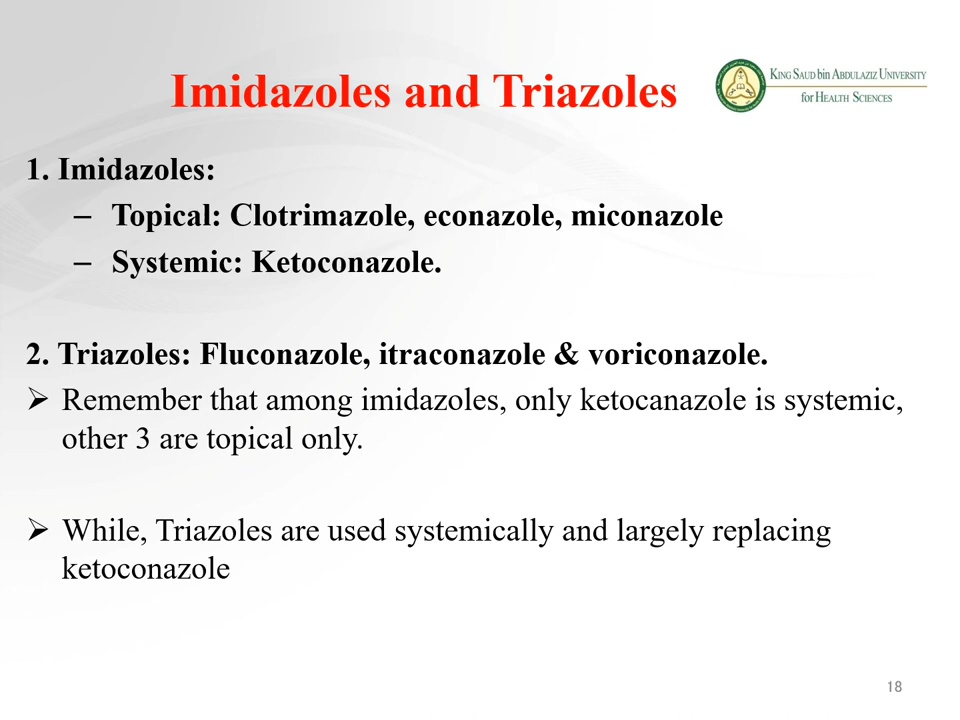 Imidazoles and Triazoles
KING SAUD bin ABDULAZIZ UNIVERSITY
for HEALTH SCIENCES
1. Imidazoles:
– Topical: Clotrimazole, econazole, miconazole
– Systemic: Ketoconazole.
2. Triazoles: Fluconazole, itraconazole & voriconazole.
➢ Remember that among imidazoles, only ketocanazole is systemic,
other 3 are topical only.
➢ While, Triazoles are used systemically and largely replacing
ketoconazole
18